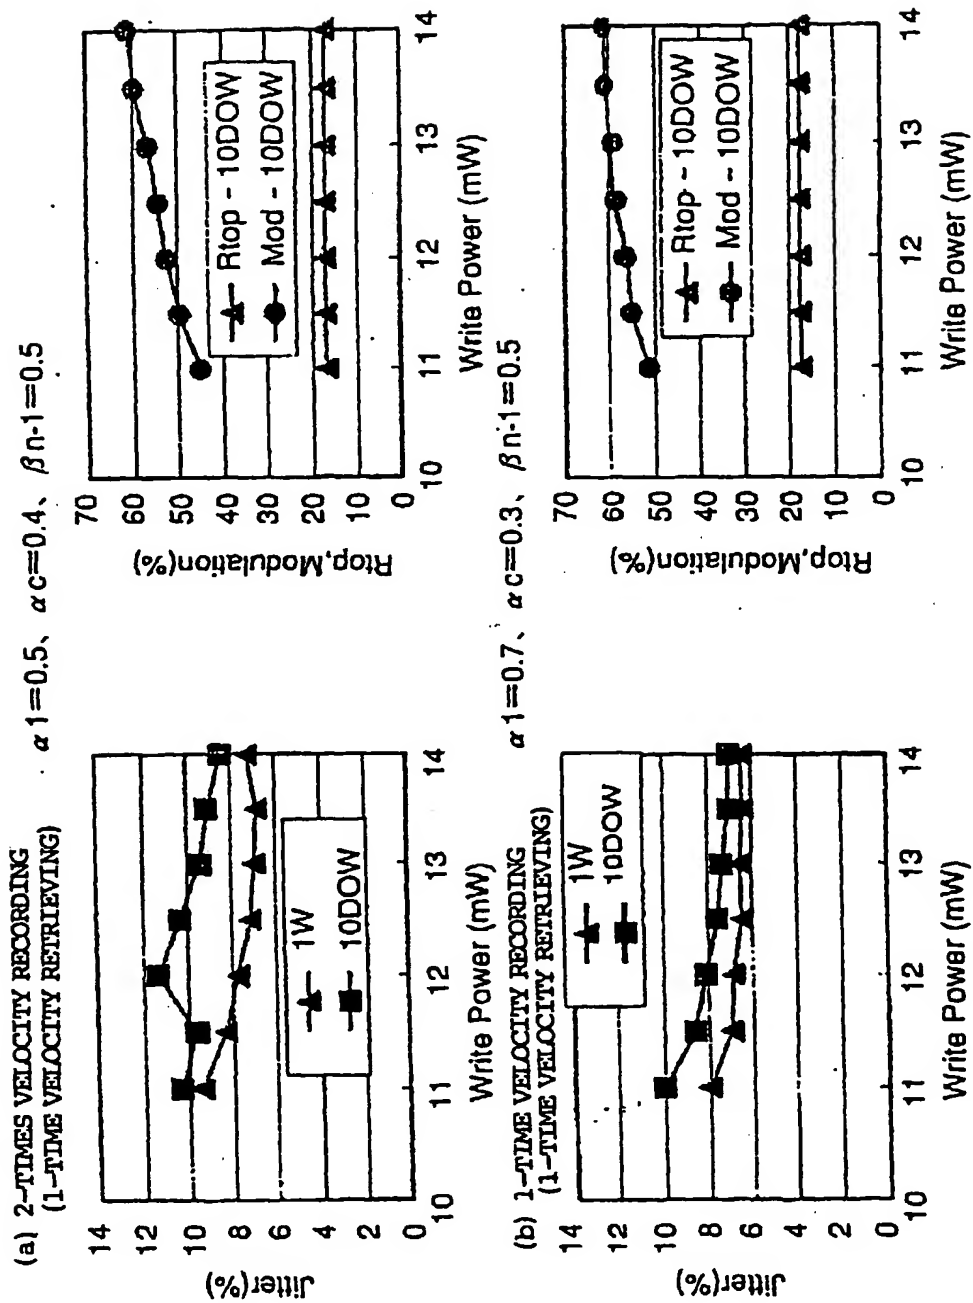 (a) 2-TIMES VELOCITY RECORDING
(1-TIME VELOCITY RETRIEVING)
α1=0.5、 αc=0.4、 βn-1=0.5
Jitter(%)
14
12
10
8
6
4
2
0
10
11
12
13
14
Write Power (mW)
1W
10DOW
Rtop,Modulation(%)
70
60
50
40
30
20
10
0
10
11
12
13
14
Write Power (mW)
Rtop - 10DOW
Mod - 10DOW
(b) 1-TIME VELOCITY RECORDING
(1-TIME VELOCITY RETRIEVING)
α1=0.7、 αc=0.3、 βn-1=0.5
Jitter(%)
14
12
10
8
6
4
2
0
10
11
12
13
14
Write Power (mW)
1W
10DOW
Rtop,Modulation(%)
70
60
50
40
30
20
10
0
10
11
12
13
14
Write Power (mW)
Rtop - 10DOW
Mod - 10DOW